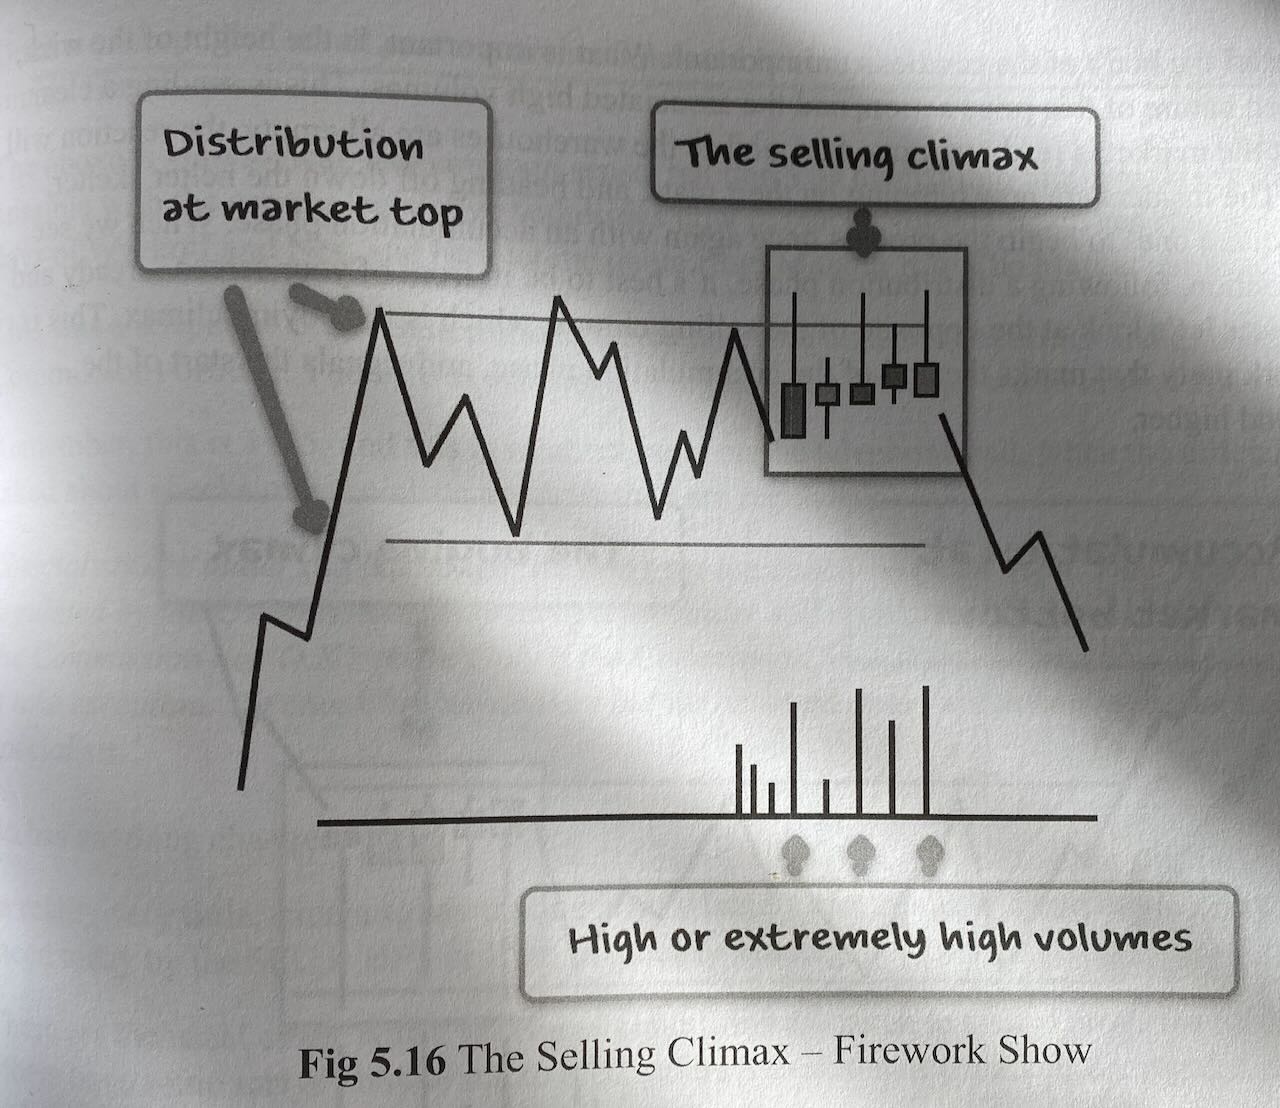 Distribution
at market top
The selling climax
High or extremely high volumes
Fig 5.16 The Selling Climax – Firework Show